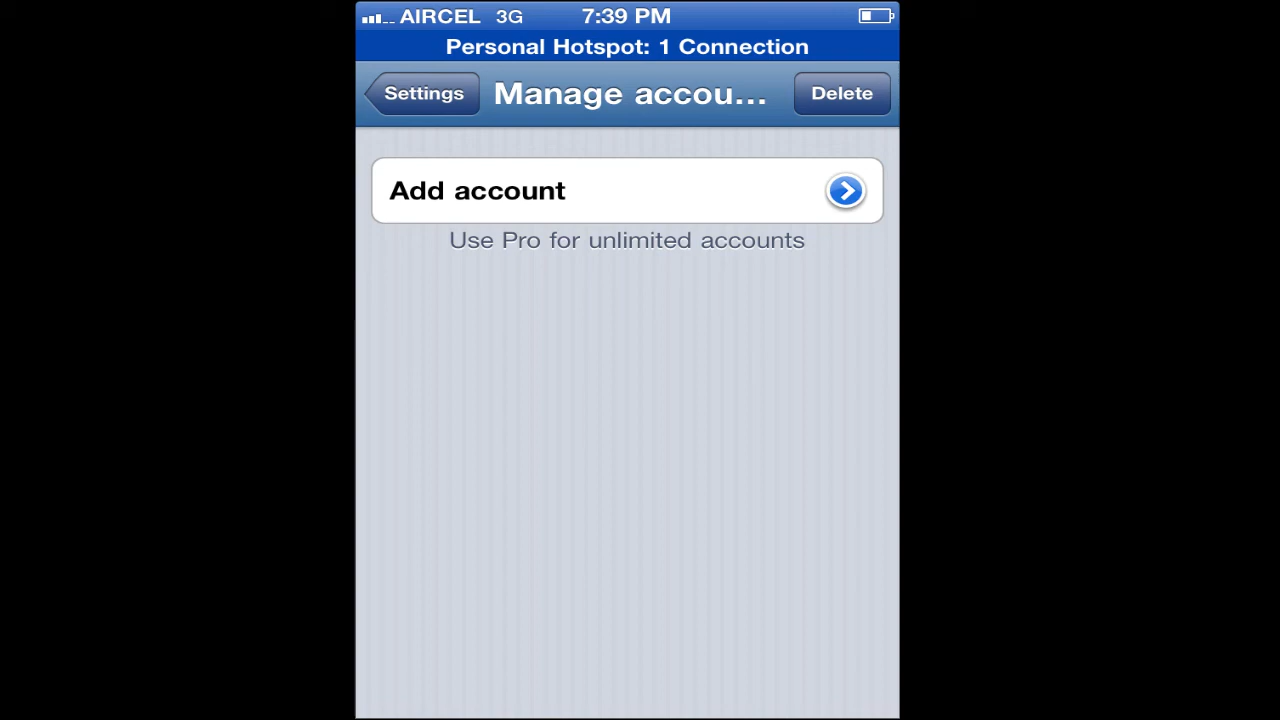 AIRCEL 3G 7:39 PM
Personal Hotspot: 1 Connection
Settings Manage accou... Delete
Add account
Use Pro for unlimited accounts